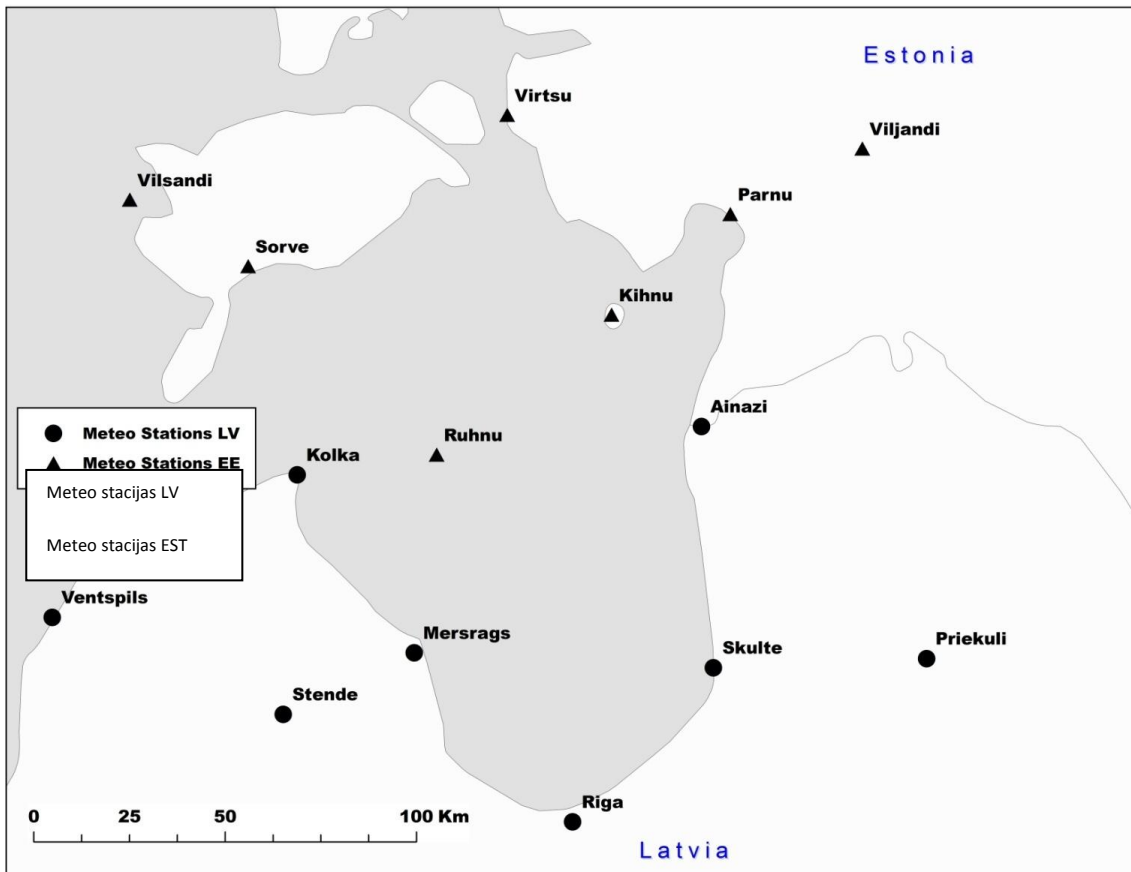 Estonia
Virtsu
Viljandi
Vilsandi
Parnu
Sorve
Kihnu
Ainazi
Meteo Stations LV
Ruhnu
Kolka
Meteo Stations EE
Meteo stacijas LV
Meteo stacijas EST
Ventspils
Mersrags
Skulte
Priekuli
Stende
Riga
0 25 50 100 Km
Latvia